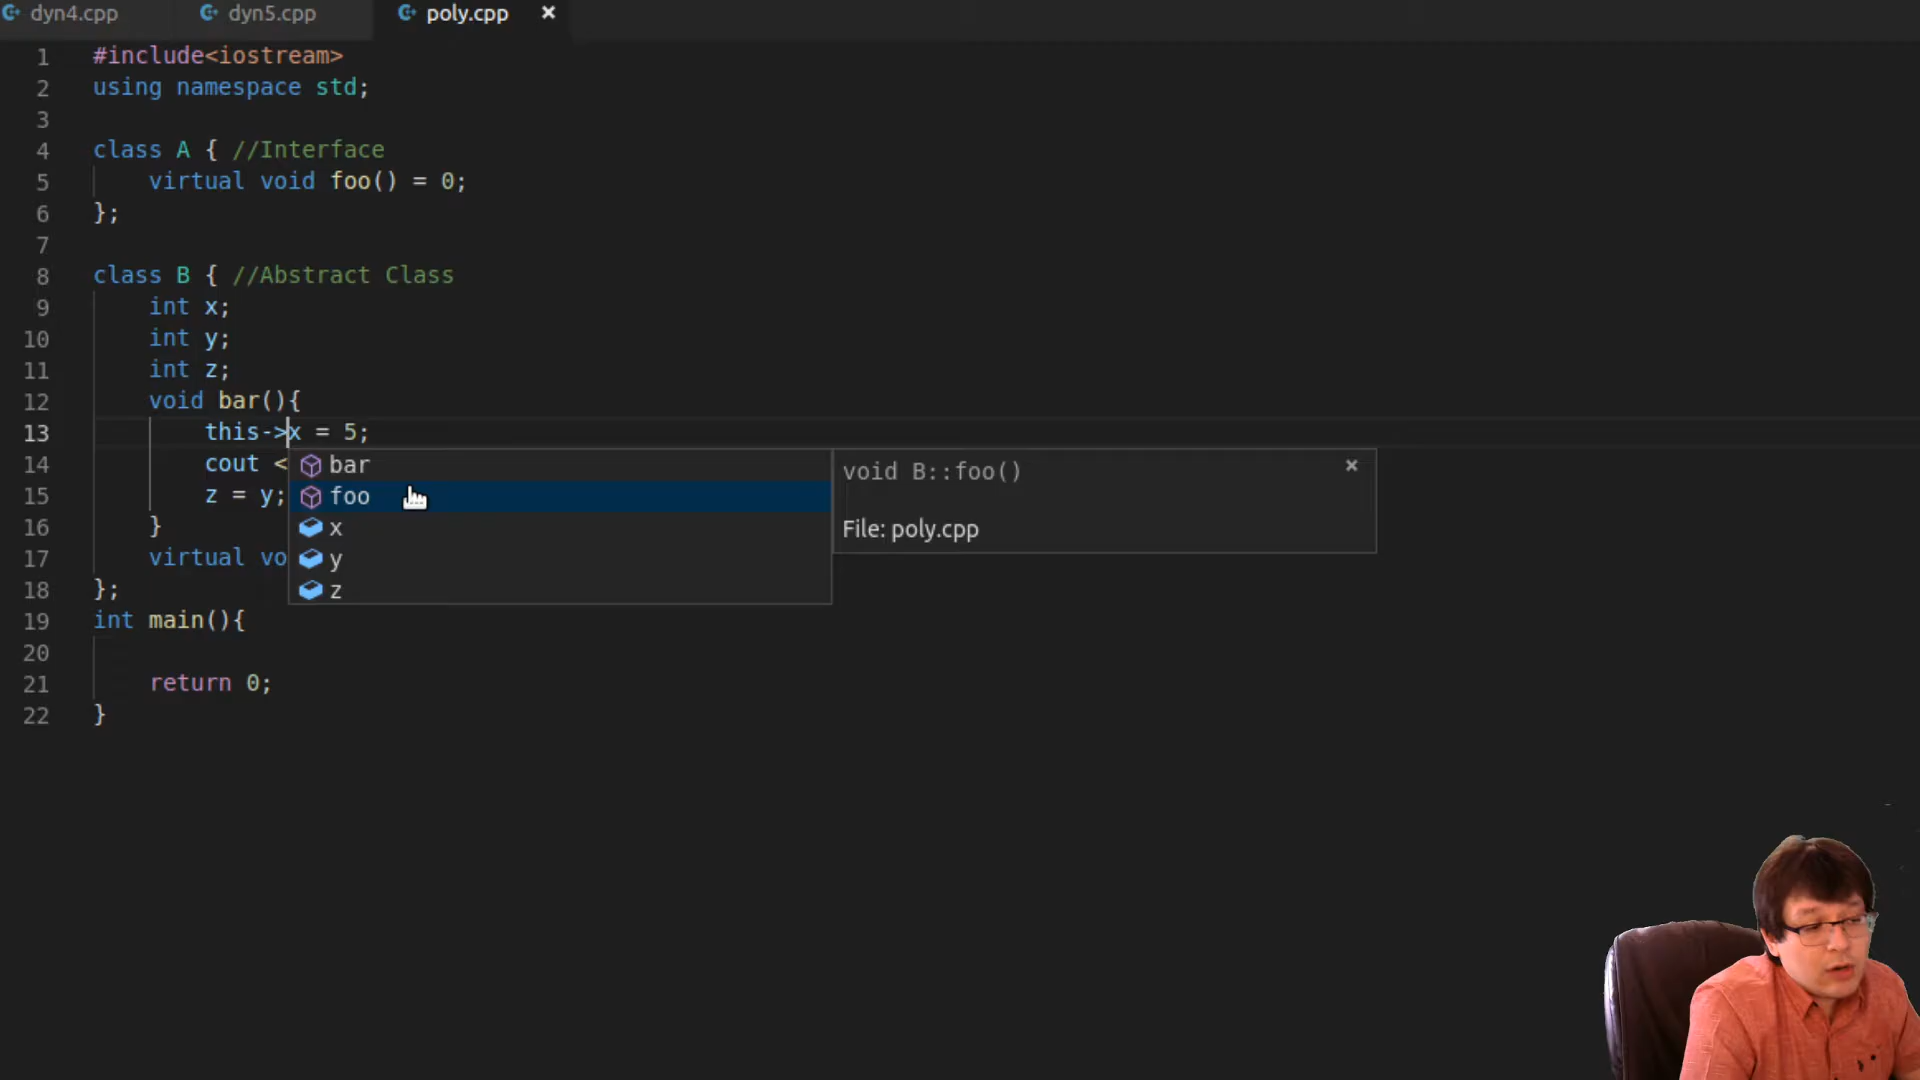 dyn4.cpp dyn5.cpp poly.cpp ×
1 #include<iostream>
2 using namespace std;
3
4 class A { //Interface
5 virtual void foo() = 0;
6 };
7
8 class B { //Abstract Class
9 int x;
10 int y;
11 int z;
12 void bar(){
13 this->x = 5;
14 cout <
15 z = y;
16 }
17 virtual vo
18 };
19 int main(){
20
21 return 0;
22 }
bar
foo
x
y
z
void B::foo() ×
File: poly.cpp